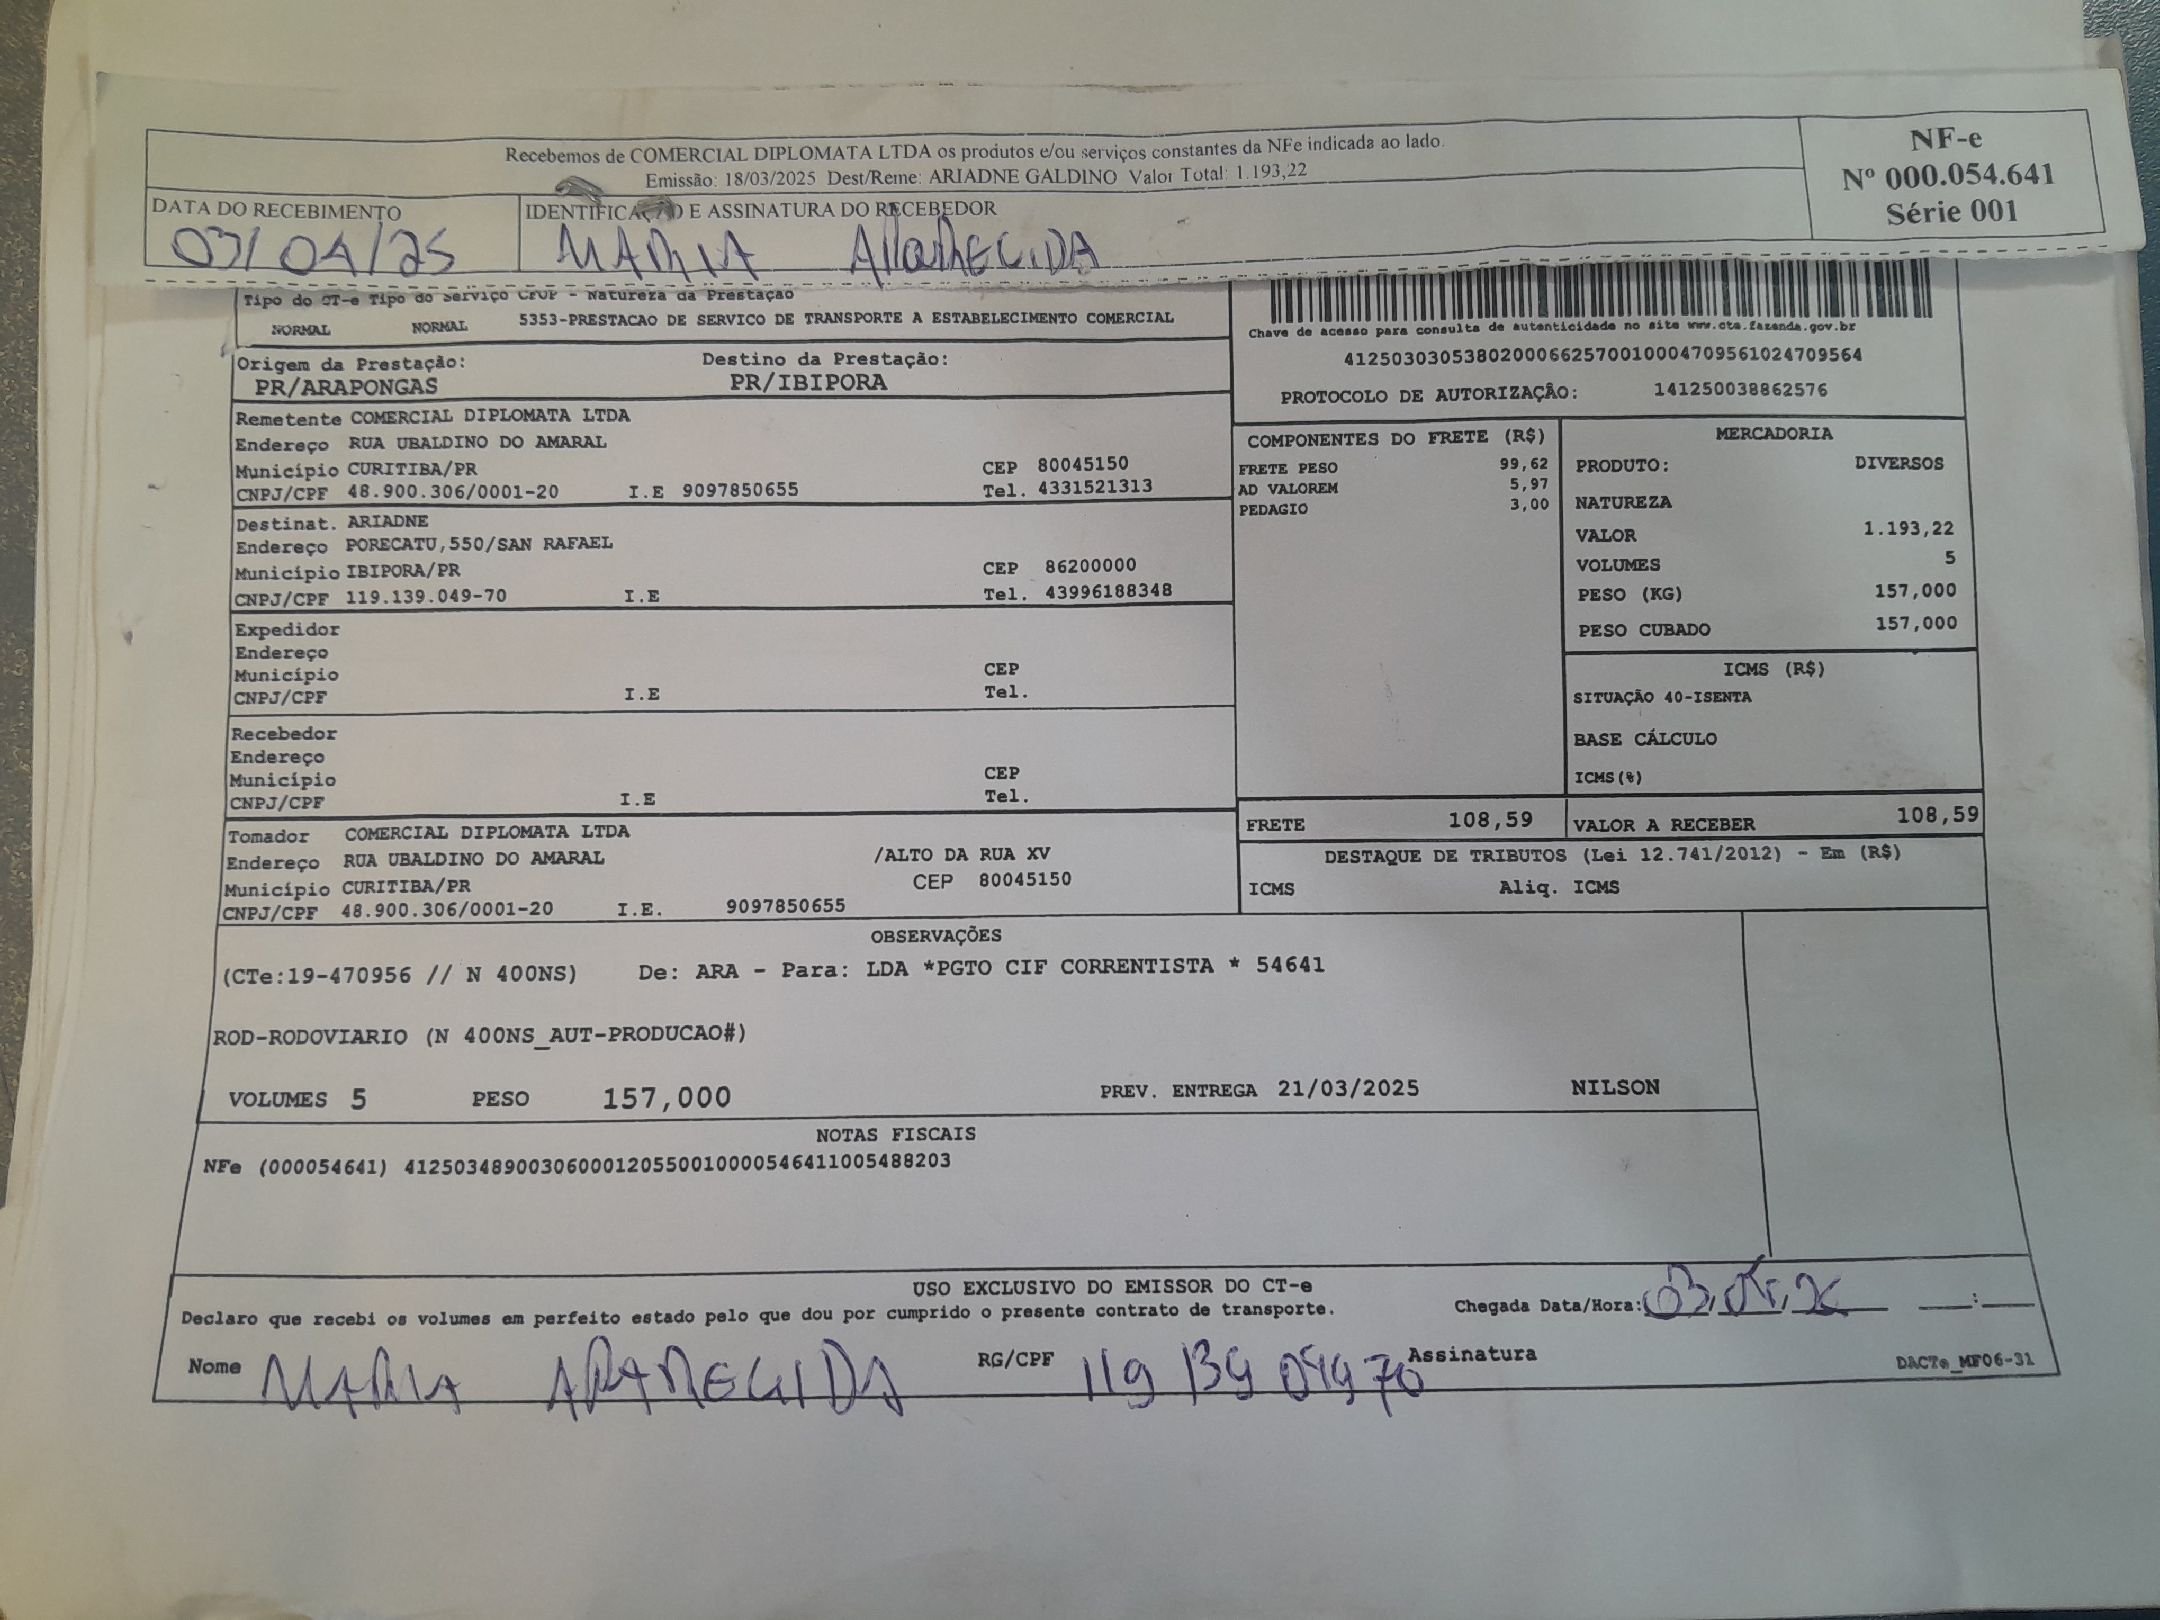 Recebemos de COMERCIAL DIPLOMATA LTDA os produtos e/ou serviços constantes da NFe indicada ao lado.
Emissão: 18/03/2025 Dest/Reme: ARIADNE GALDINO Valor Total: 1.193,22
NF-e
Nº 000.054.641
Série 001
DATA DO RECEBIMENTO
IDENTIFICAÇÃO E ASSINATURA DO RECEBEDOR
03/04/25
MARIA APARECIDA
Tipo do CT-e Tipo do Serviço CFOP - Natureza da Prestação
NORMAL NORMAL 5353-PRESTACAO DE SERVICO DE TRANSPORTE A ESTABELECIMENTO COMERCIAL
Chave de acesso para consulta de autenticidade no site www.cte.fazenda.gov.br
41250303053802000662570010004709561024709564
PROTOCOLO DE AUTORIZAÇÃO: 141250038862576
Origem da Prestação: Destino da Prestação:
PR/ARAPONGAS PR/IBIPORA
Remetente COMERCIAL DIPLOMATA LTDA
Endereço RUA UBALDINO DO AMARAL
Município CURITIBA/PR CEP 80045150
CNPJ/CPF 48.900.306/0001-20 I.E 9097850655 Tel. 4331521313
Destinat. ARIADNE
Endereço PORECATU,550/SAN RAFAEL
Município IBIPORA/PR CEP 86200000
CNPJ/CPF 119.139.049-70 I.E Tel. 43996188348
Expedidor
Endereço
Município CEP
CNPJ/CPF I.E Tel.
Recebedor
Endereço
Município CEP
CNPJ/CPF I.E Tel.
Tomador COMERCIAL DIPLOMATA LTDA
Endereço RUA UBALDINO DO AMARAL /ALTO DA RUA XV
Município CURITIBA/PR CEP 80045150
CNPJ/CPF 48.900.306/0001-20 I.E. 9097850655
COMPONENTES DO FRETE (R$)
FRETE PESO 99,62
AD VALOREM 5,97
PEDAGIO 3,00
MERCADORIA
PRODUTO: DIVERSOS
NATUREZA
VALOR 1.193,22
VOLUMES 5
PESO (KG) 157,000
PESO CUBADO 157,000
ICMS (R$)
SITUAÇÃO 40-ISENTA
BASE CÁLCULO
ICMS(%)
FRETE 108,59
VALOR A RECEBER 108,59
DESTAQUE DE TRIBUTOS (Lei 12.741/2012) - Em (R$)
ICMS Aliq. ICMS
OBSERVAÇÕES
(CTe:19-470956 // N 400NS) De: ARA - Para: LDA *PGTO CIF CORRENTISTA * 54641
ROD-RODOVIARIO (N 400NS_AUT-PRODUCAO#)
VOLUMES 5 PESO 157,000 PREV. ENTREGA 21/03/2025 NILSON
NOTAS FISCAIS
NFe (000054641) 41250348900306000120550010000546411005488203
USO EXCLUSIVO DO EMISSOR DO CT-e
Declaro que recebi os volumes em perfeito estado pelo que dou por cumprido o presente contrato de transporte.
Chegada Data/Hora:
Nome MARIA APARECIDA RG/CPF 119 139 049 70 Assinatura
DACTe_MF06-31